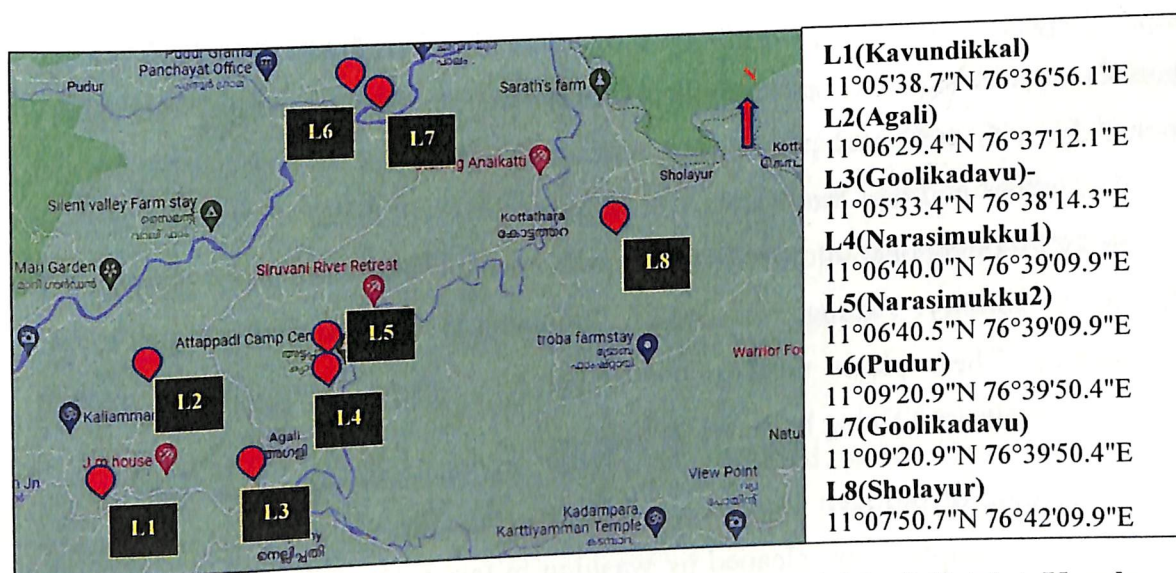 Panchayat Office
Pudur
Sarath's farm
N
L6
L7
Analkatti
Sholayur
Silent valley Farm stay
Kottathara
കോട്ടത്തറ
L8
Mari Garden
Siruvani River Retreat
L5
Attappadi Camp
troba farmstay
Warrior
L2
L4
Agali
അഗളി
J.m house
View Point
L3
L1
Kadampara,
Karttiyamman Temple
നെല്ലിപ്പതി
L1(Kavundikkal)
11°05'38.7"N 76°36'56.1"E
L2(Agali)
11°06'29.4"N 76°37'12.1"E
L3(Goolikadavu)-
11°05'33.4"N 76°38'14.3"E
L4(Narasimukku1)
11°06'40.0"N 76°39'09.9"E
L5(Narasimukku2)
11°06'40.5"N 76°39'09.9"E
L6(Pudur)
11°09'20.9"N 76°39'50.4"E
L7(Goolikadavu)
11°09'20.9"N 76°39'50.4"E
L8(Sholayur)
11°07'50.7"N 76°42'09.9"E